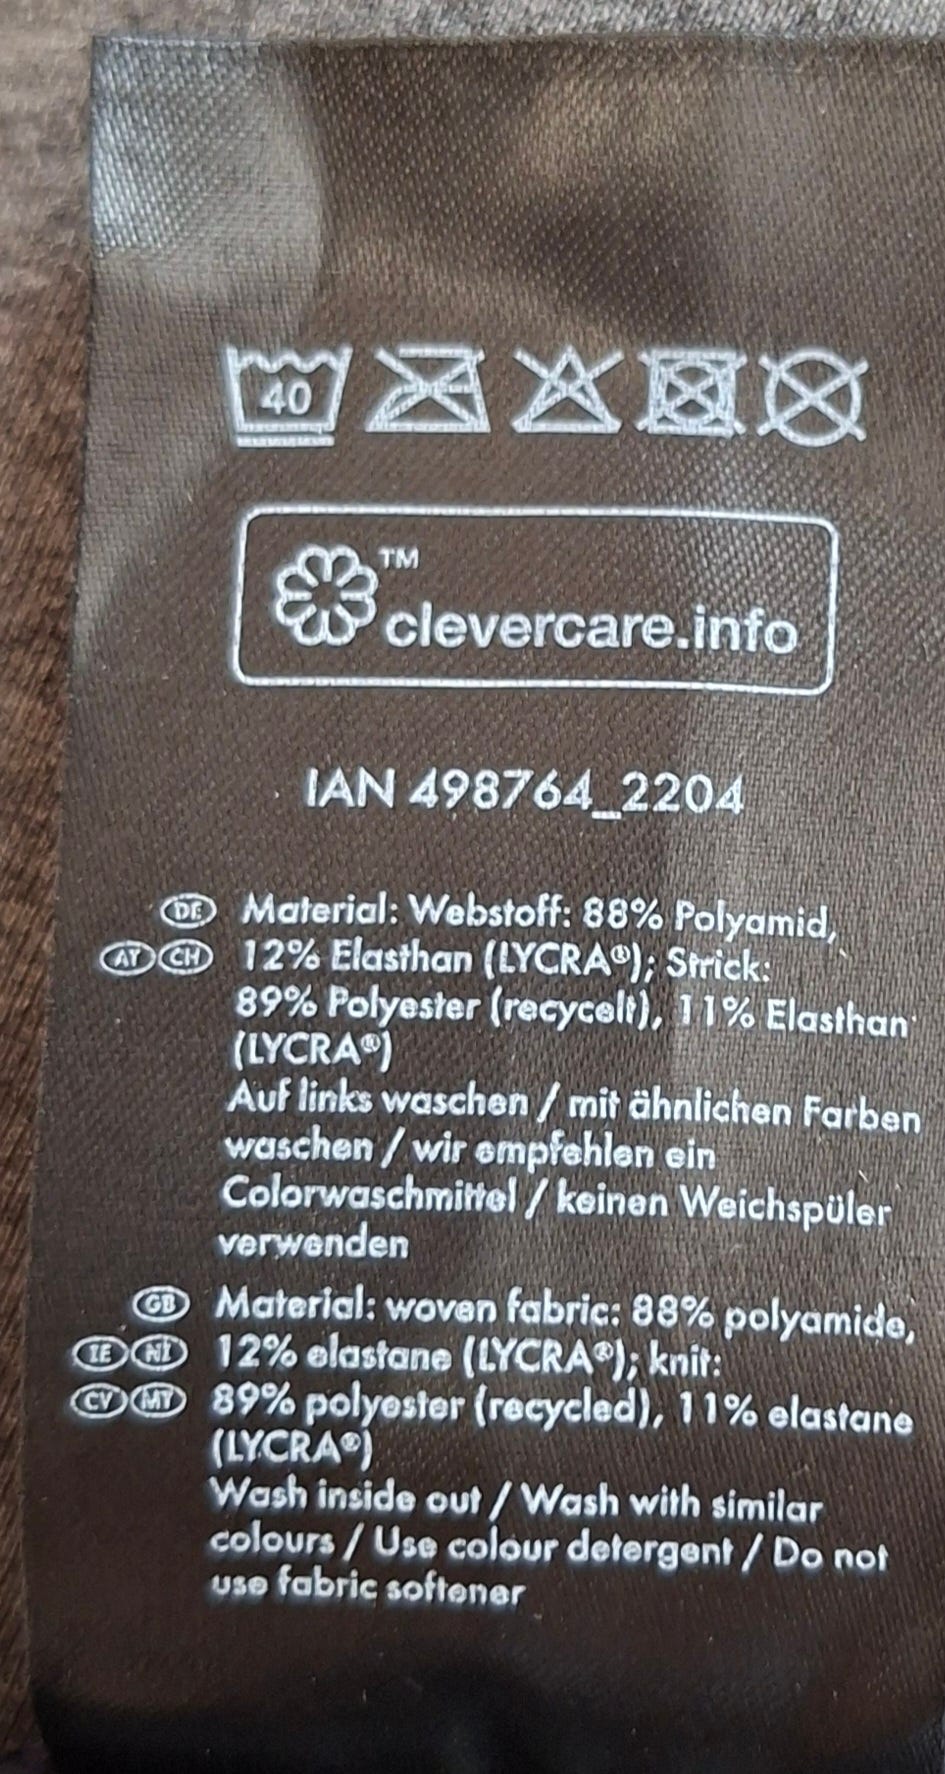 40
™
clevercare.info
IAN 498764_2204
DE Material: Webstoff: 88% Polyamid,
AT CH 12% Elasthan (LYCRA®); Strick:
89% Polyester (recycelt), 11% Elasthan
(LYCRA®)
Auf links waschen / mit ähnlichen Farben
waschen / wir empfehlen ein
Colorwaschmittel / keinen Weichspüler
verwenden
GB Material: woven fabric: 88% polyamide,
IE NI 12% elastane (LYCRA®); knit:
CY MT 89% polyester (recycled), 11% elastane
(LYCRA®)
Wash inside out / Wash with similar
colours / Use colour detergent / Do not
use fabric softener